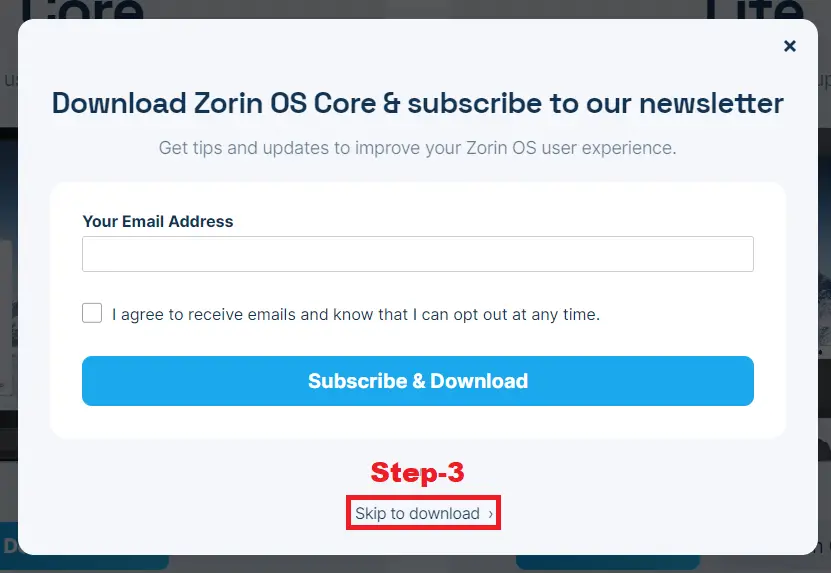 Core
Lite
×
Download Zorin OS Core & subscribe to our newsletter
Get tips and updates to improve your Zorin OS user experience.
Your Email Address
I agree to receive emails and know that I can opt out at any time.
Subscribe & Download
Step-3
Skip to download ›